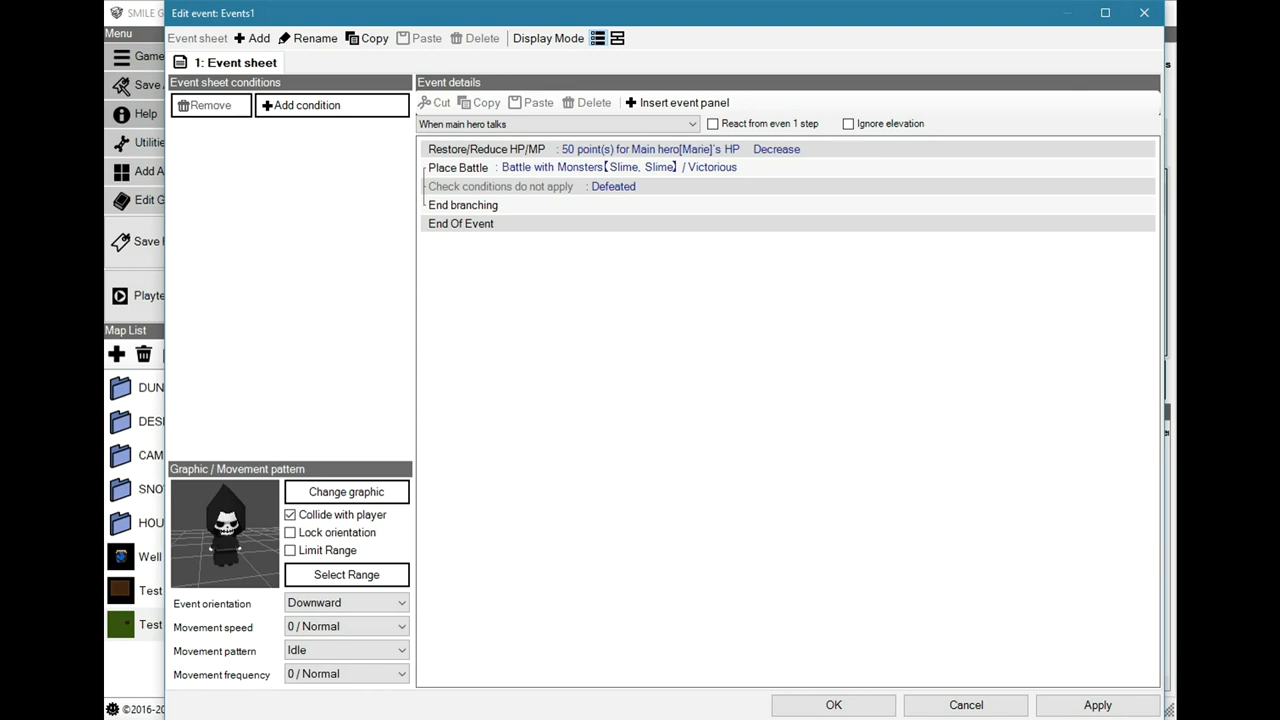 SMILE G
Edit event: Events1
Menu
Event sheet Add Rename Copy Paste Delete Display Mode
Game
1: Event sheet
Save
Event sheet conditions
Event details
Remove Add condition
Cut Copy Paste Delete Insert event panel
Help
When main hero talks
React from even 1 step
Ignore elevation
Utilitie
Restore/Reduce HP/MP : 50 point(s) for Main hero[Marie]`s HP Decrease
Place Battle : Battle with Monsters【Slime, Slime】 / Victorious
Add A
Check conditions do not apply : Defeated
Edit G
End branching
End Of Event
Save
Playte
Map List
DUN
DESI
CAM
Graphic / Movement pattern
SNO
Change graphic
Collide with player
HOU
Lock orientation
Limit Range
Well
Select Range
Test
Event orientation Downward
Test
Movement speed 0 / Normal
Movement pattern Idle
Movement frequency 0 / Normal
©2016-20
OK Cancel Apply